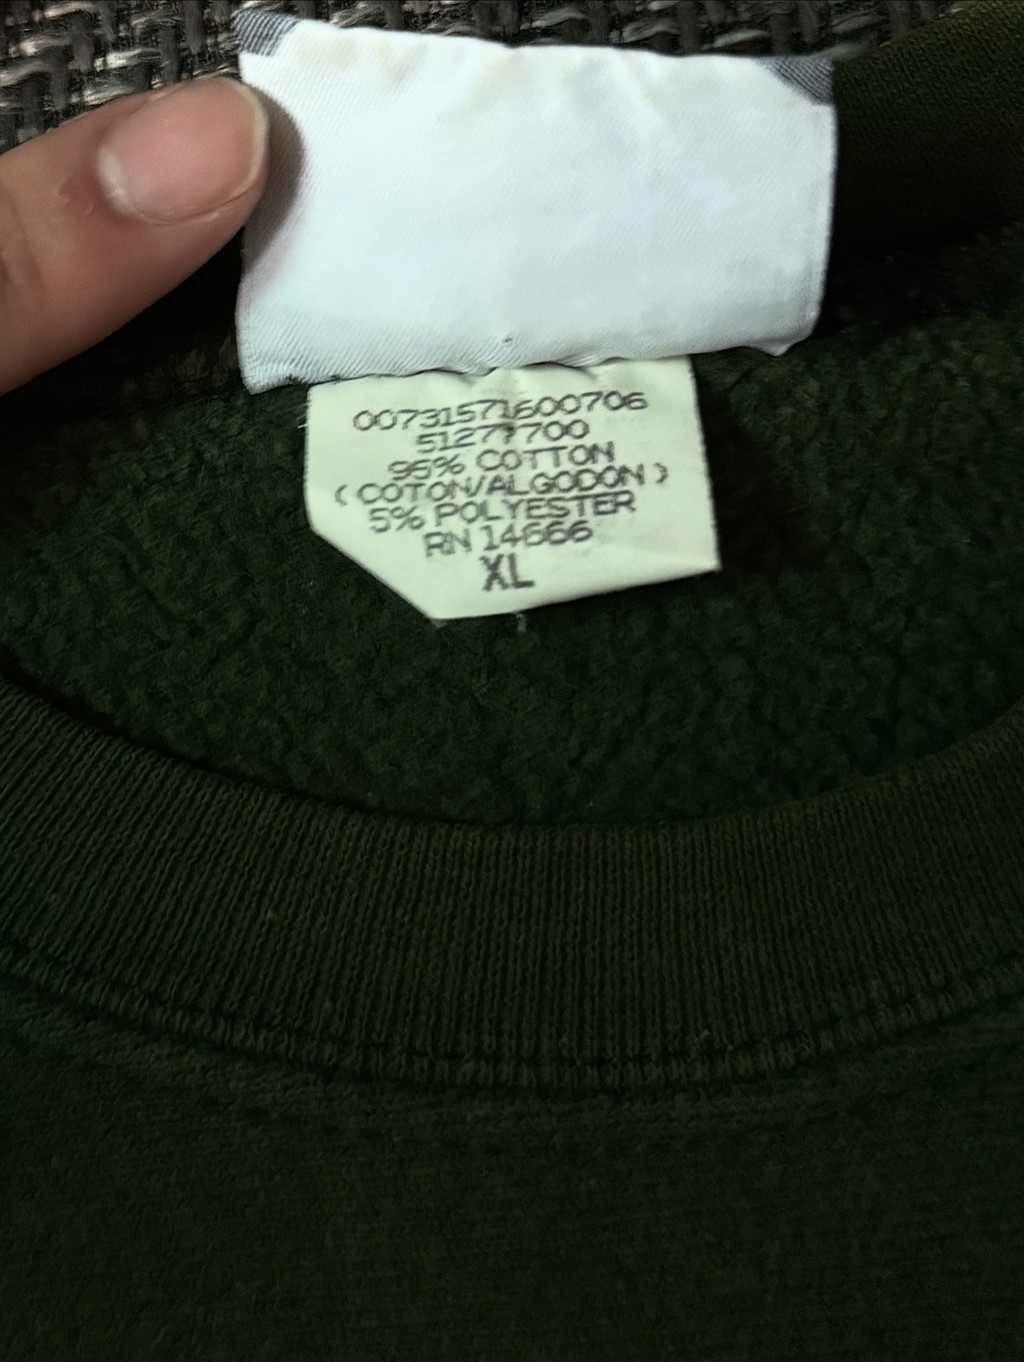 00731571600706
51277700
95% COTTON
(COTON/ALGODON)
5% POLYESTER
RN 14666
XL